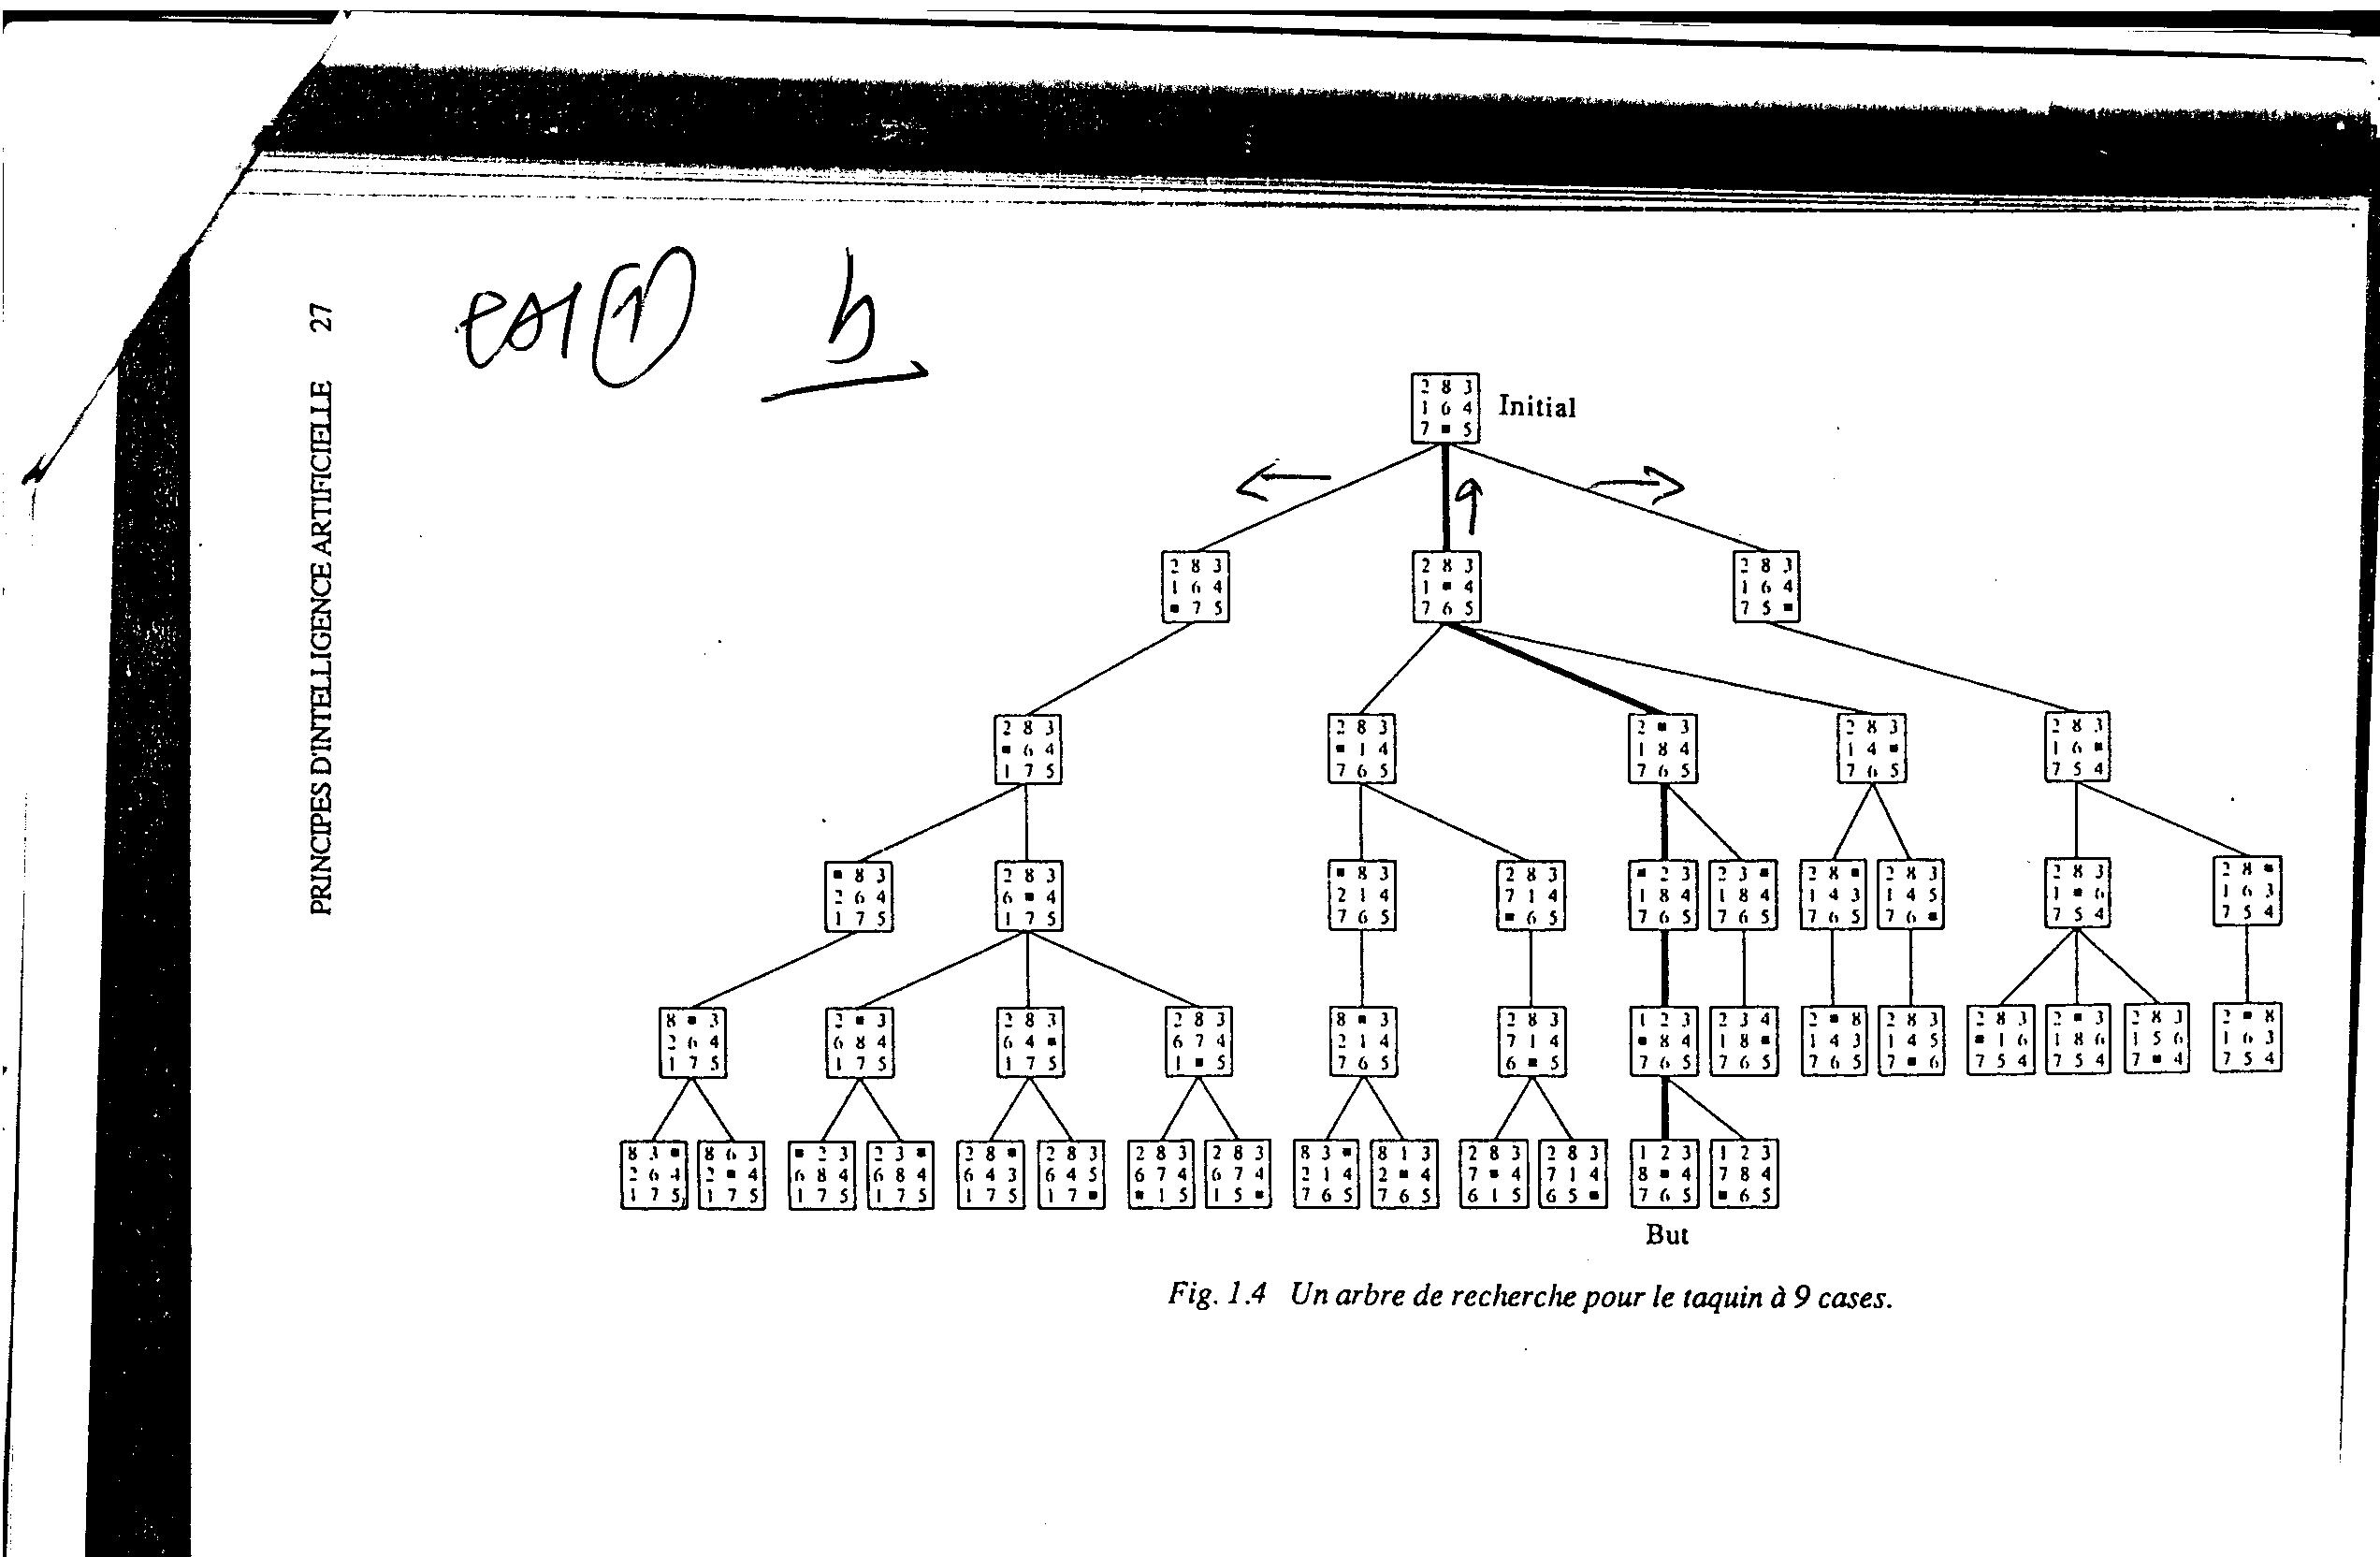 PRINCIPES D'INTELLIGENCE ARTIFICIELLE 27
2 8 3
1 6 4
7 ■ 5
Initial
2 8 3
1 6 4
■ 7 5
2 8 3
1 ■ 4
7 6 5
2 8 3
1 6 4
7 5 ■
2 8 3
■ 6 4
1 7 5
2 8 3
■ 1 4
7 6 5
2 ■ 3
1 8 4
7 6 5
2 8 3
1 4 ■
7 6 5
2 8 3
1 6 ■
7 5 4
■ 8 3
2 6 4
1 7 5
2 8 3
6 ■ 4
1 7 5
■ 8 3
2 1 4
7 6 5
2 8 3
7 1 4
■ 6 5
■ 2 3
1 8 4
7 6 5
2 3 ■
1 8 4
7 6 5
2 8 ■
1 4 3
7 6 5
2 8 3
1 4 5
7 6 ■
2 8 3
1 ■ 6
7 5 4
2 8 ■
1 6 3
7 5 4
8 ■ 3
2 6 4
1 7 5
2 ■ 3
6 8 4
1 7 5
2 8 3
6 4 ■
1 7 5
2 8 3
6 7 4
1 ■ 5
8 ■ 3
2 1 4
7 6 5
2 8 3
7 1 4
6 ■ 5
1 2 3
■ 8 4
7 6 5
2 3 4
1 8 ■
7 6 5
2 ■ 8
1 4 3
7 6 5
2 8 3
1 4 5
7 ■ 6
2 8 3
■ 1 6
7 5 4
2 ■ 3
1 8 6
7 5 4
2 8 3
1 5 6
7 ■ 4
2 ■ 8
1 6 3
7 5 4
8 3 ■
2 6 4
1 7 5
8 6 3
2 ■ 4
1 7 5
■ 2 3
6 8 4
1 7 5
2 3 ■
6 8 4
1 7 5
2 8 ■
6 4 3
1 7 5
2 8 3
6 4 5
1 7 ■
2 8 3
6 7 4
■ 1 5
2 8 3
6 7 4
1 5 ■
8 3 ■
2 1 4
7 6 5
8 1 3
2 ■ 4
7 6 5
2 8 3
7 ■ 4
6 1 5
2 8 3
7 1 4
6 5 ■
1 2 3
8 ■ 4
7 6 5
1 2 3
7 8 4
■ 6 5
But
Fig. 1.4 Un arbre de recherche pour le taquin à 9 cases.